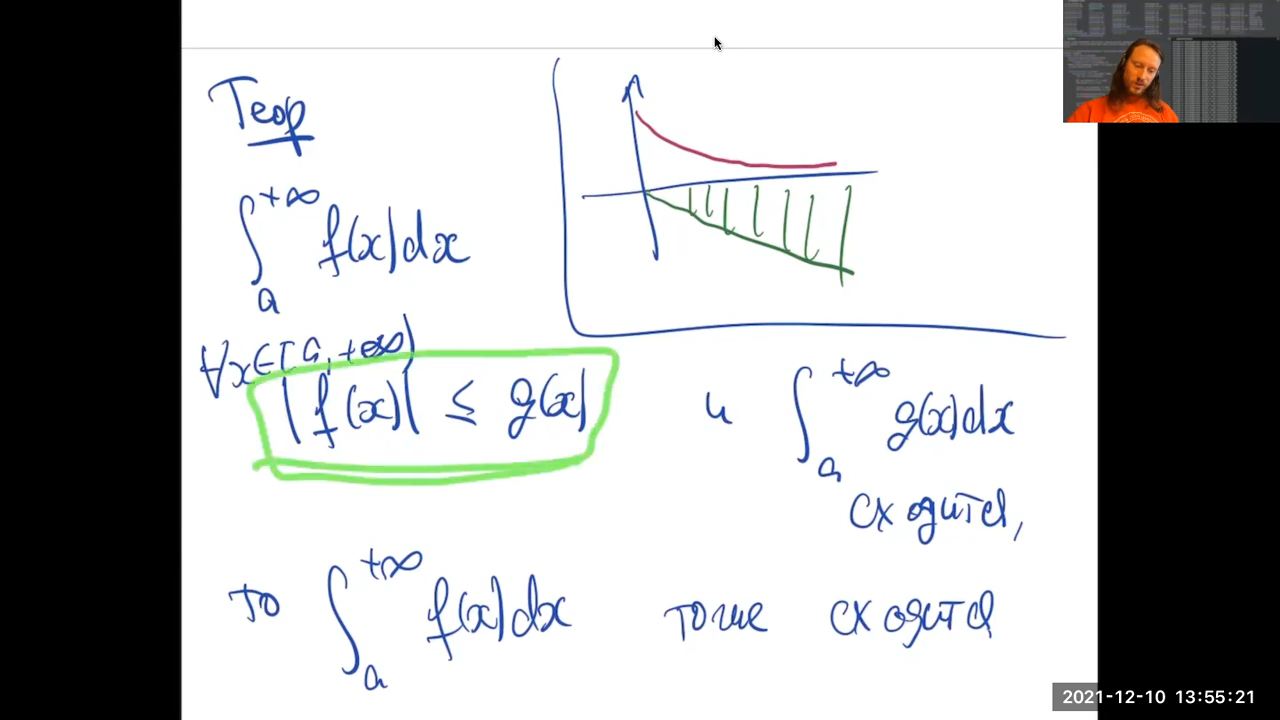 Теор
∫_a^{+∞} f(x)dx
∀x∈[a,+∞)
|f(x)| ≤ g(x) и ∫_a^{+∞} g(x)dx
сходится,
то ∫_a^{+∞} f(x)dx тоже сходится
2021-12-10 13:55:21